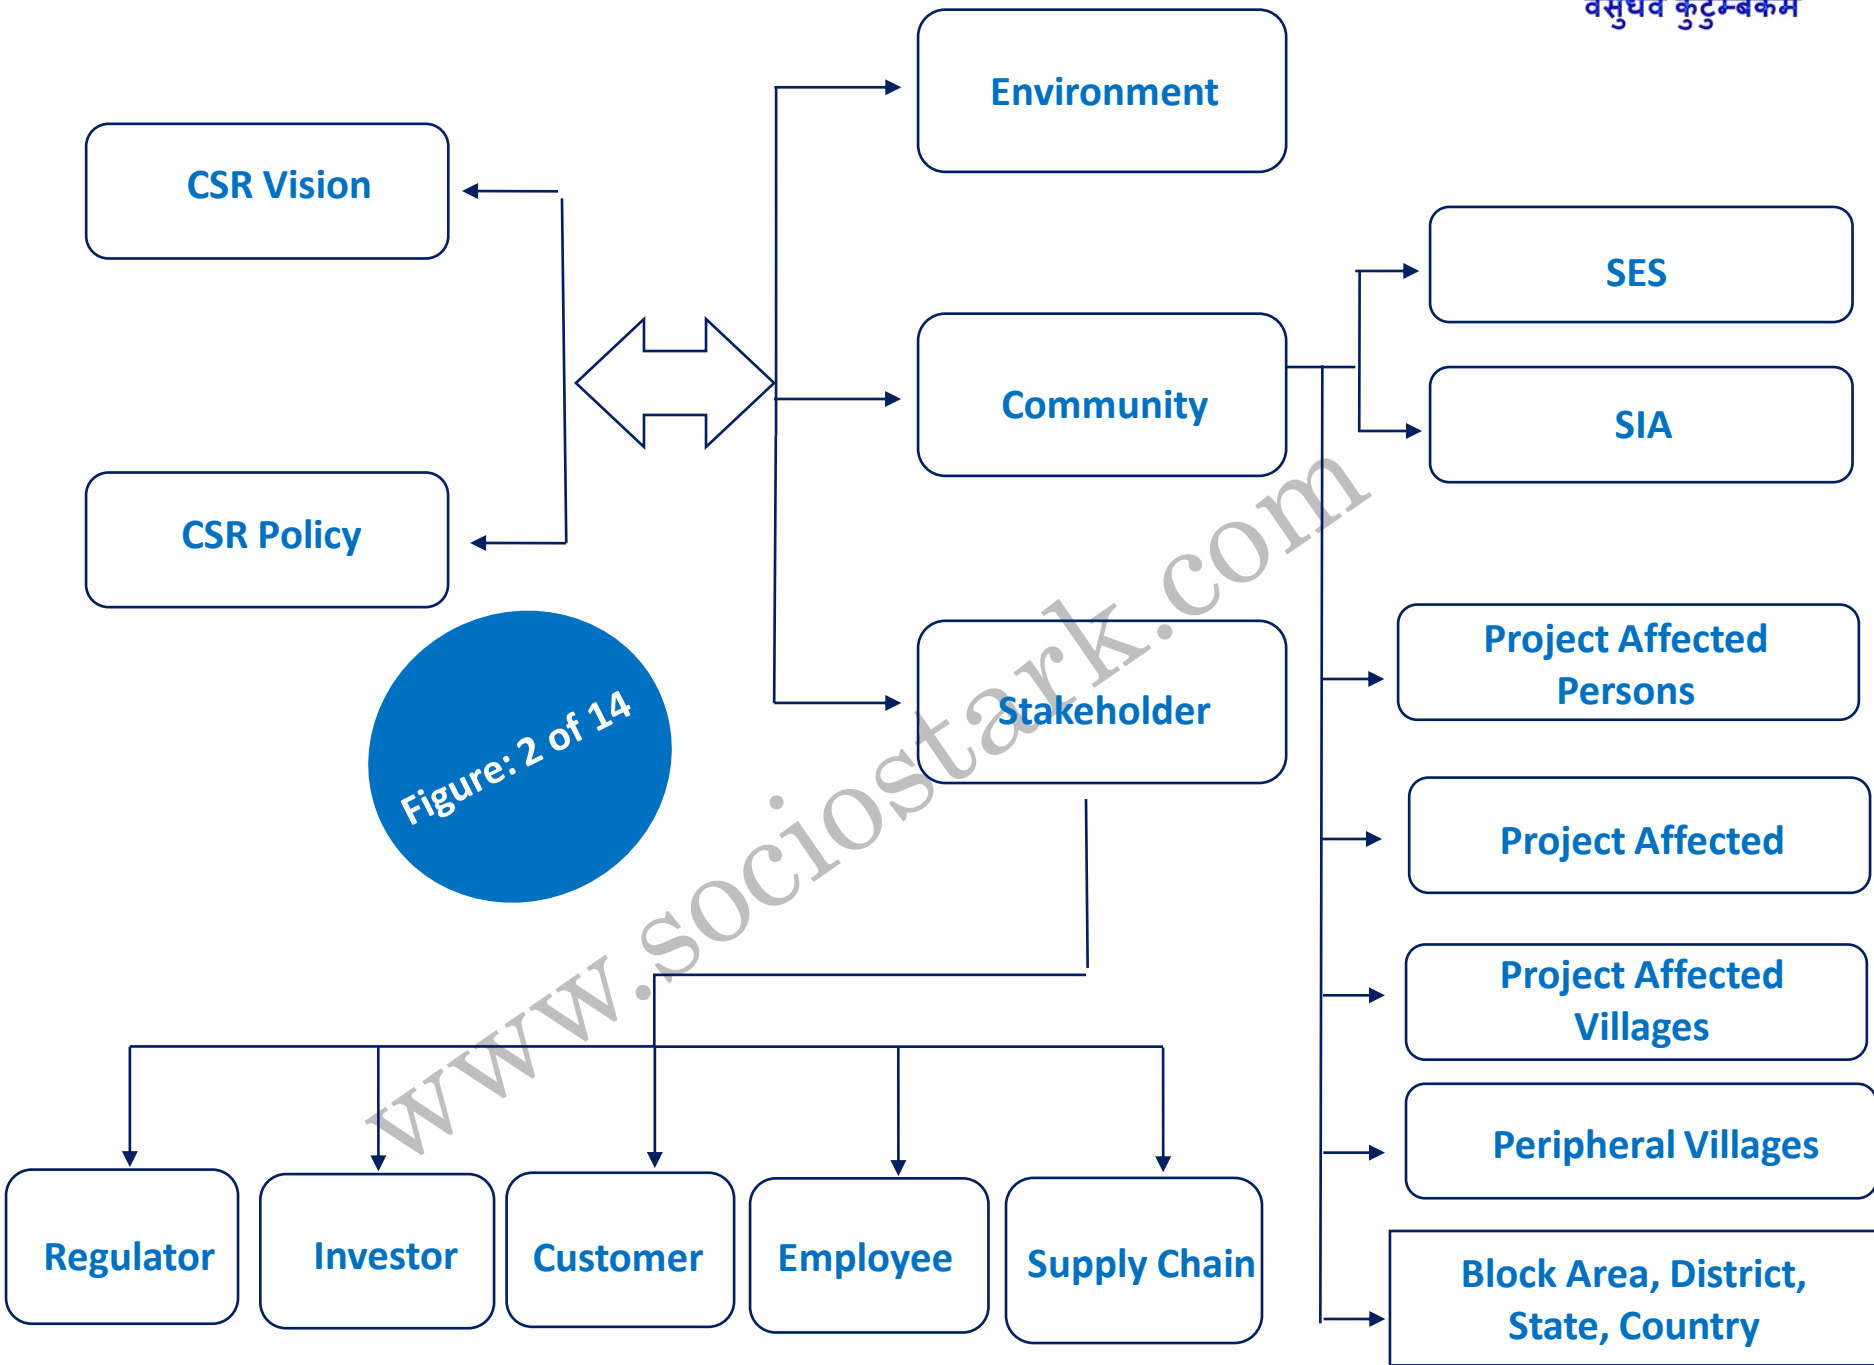 वसुधैव कुटुम्बकम
Environment
CSR Vision
SES
Community
SIA
CSR Policy
Project Affected
Persons
Stakeholder
Figure: 2 of 14
Project Affected
Project Affected
Villages
Peripheral Villages
Regulator
Investor
Customer
Employee
Supply Chain
Block Area, District,
State, Country
www.sociostark.com